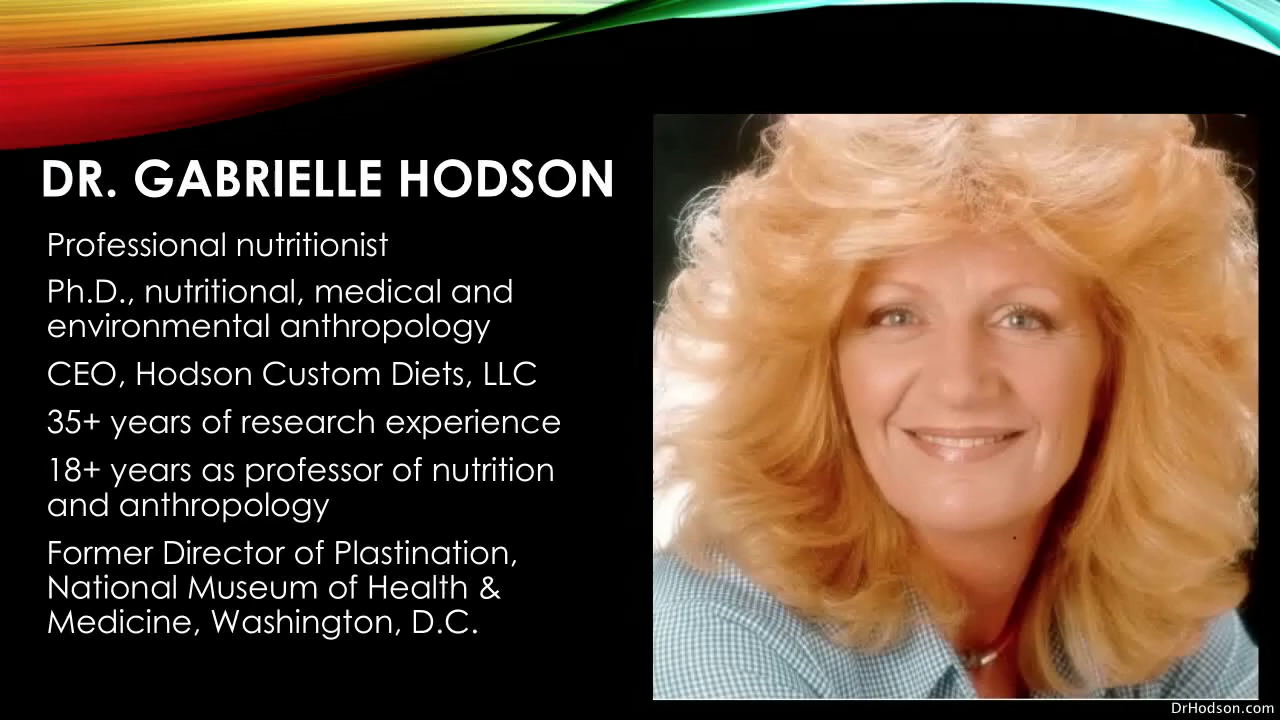 DR. GABRIELLE HODSON
Professional nutritionist
Ph.D., nutritional, medical and
environmental anthropology
CEO, Hodson Custom Diets, LLC
35+ years of research experience
18+ years as professor of nutrition
and anthropology
Former Director of Plastination,
National Museum of Health &
Medicine, Washington, D.C.
DrHodson.com